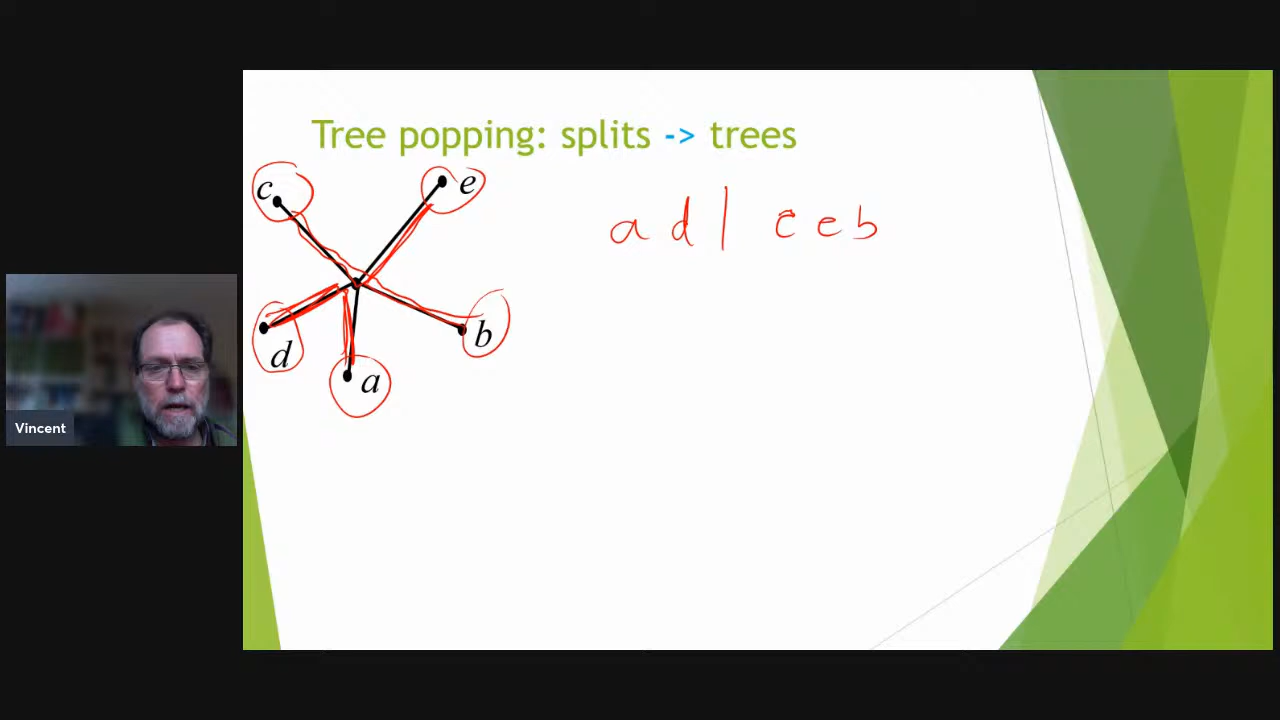 Tree popping: splits -> trees
c
e
a d | c e b
d
b
a
Vincent